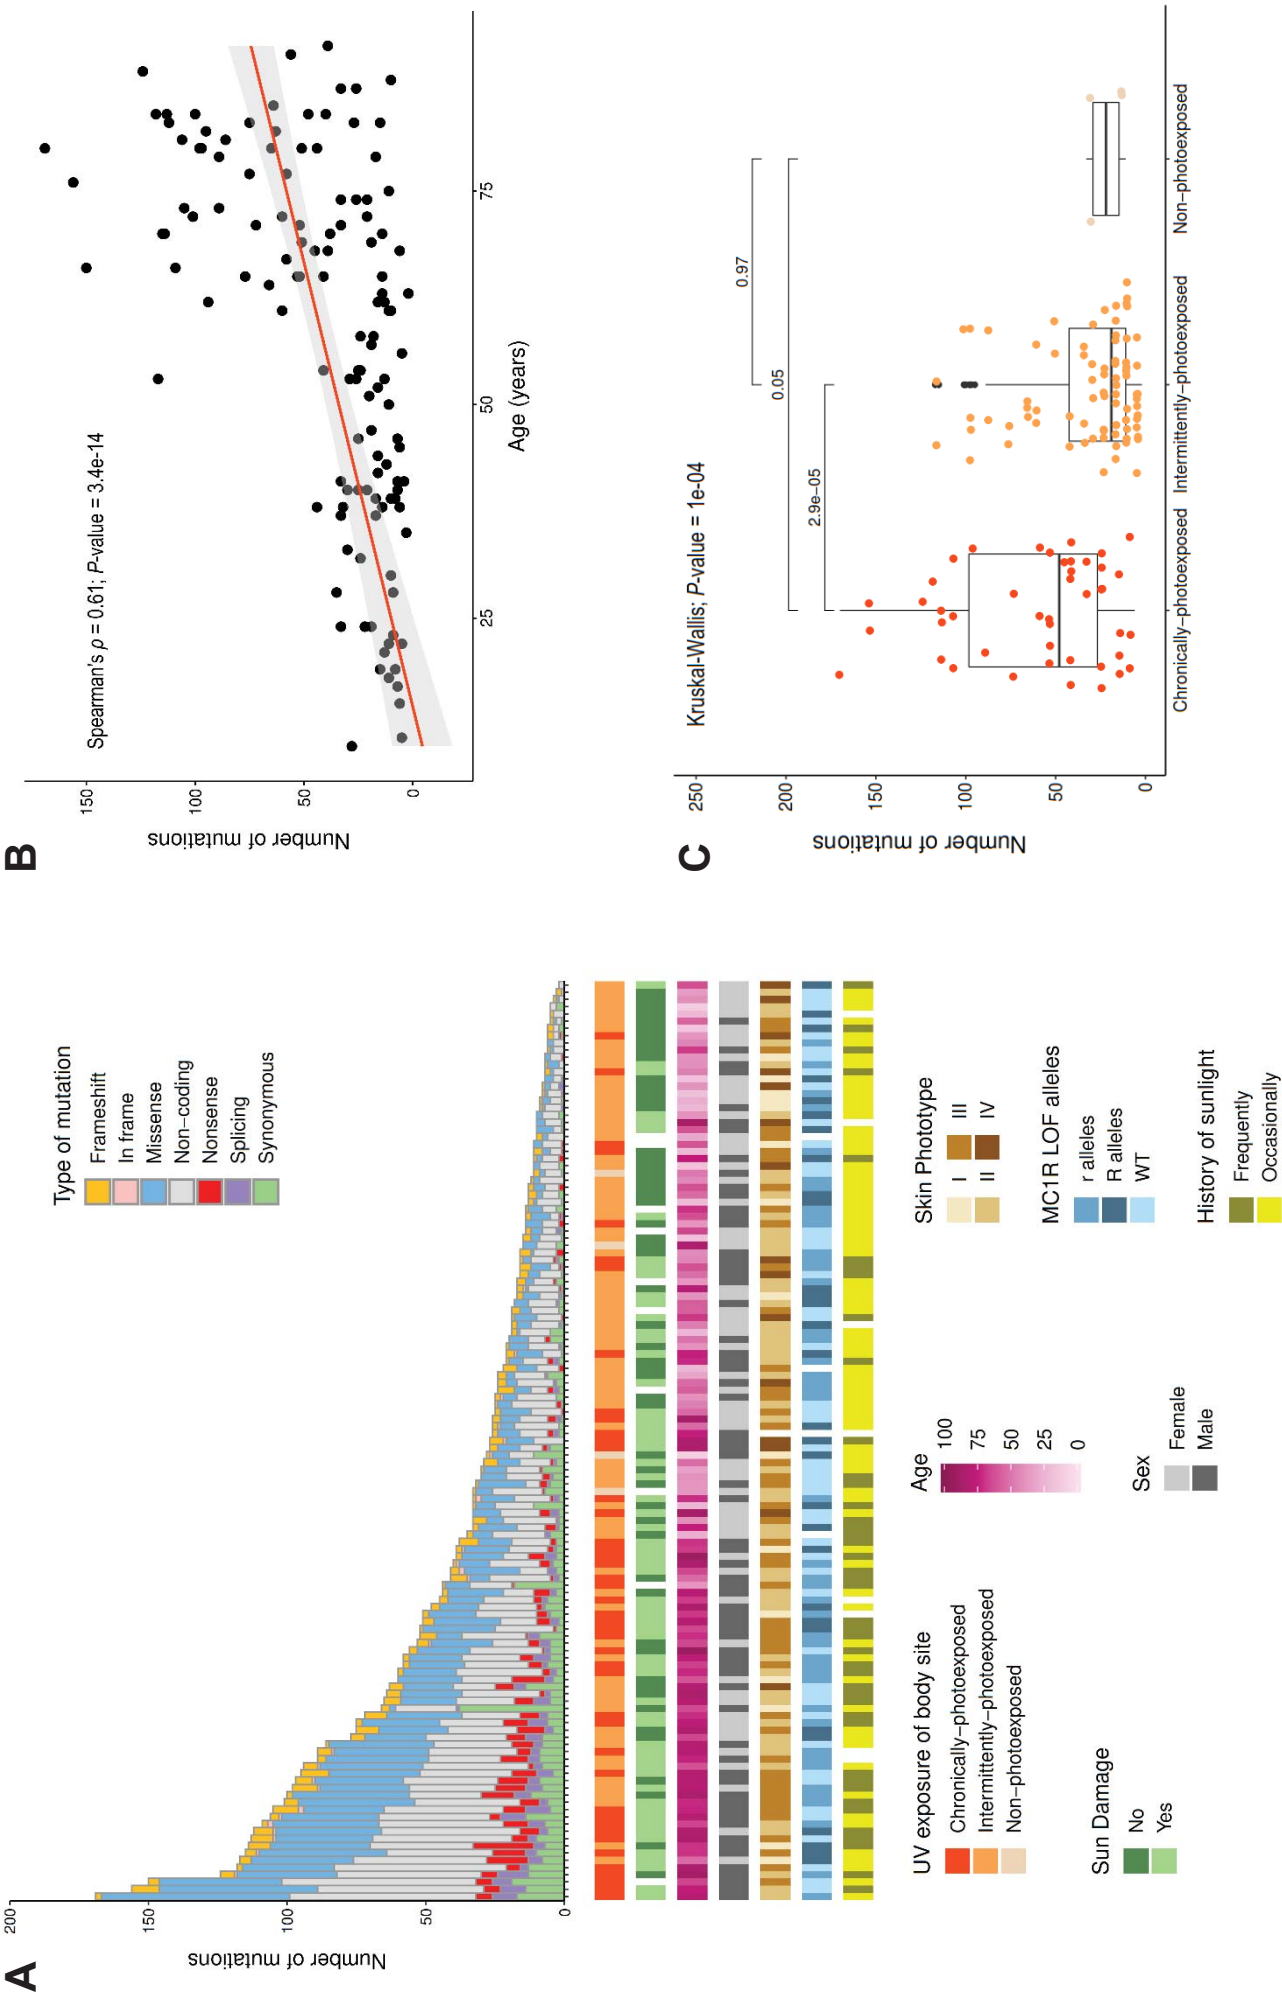 A
Number of mutations
200
150
100
50
0
Type of mutation
Frameshift
In frame
Missense
Non−coding
Nonsense
Splicing
Synonymous
UV exposure of body site
Chronically−photoexposed
Intermittently−photoexposed
Non−photoexposed
Sun Damage
No
Yes
Age
100
75
50
25
0
Sex
Female
Male
Skin Phototype
I
III
II
IV
MC1R LOF alleles
r alleles
R alleles
WT
History of sunlight
Frequently
Occasionally
B
Spearman's ρ = 0.61; P-value = 3.4e-14
Number of mutations
150
100
50
0
25
50
75
Age (years)
C
Kruskal-Wallis; P-value = 1e-04
Number of mutations
250
200
150
100
50
0
0.97
0.05
2.9e−05
Chronically−photoexposed
Intermittently−photoexposed
Non−photoexposed